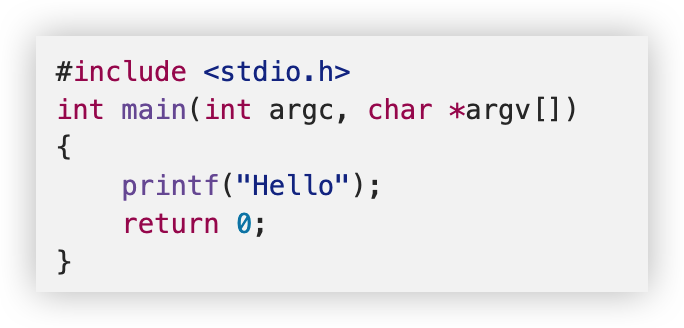 #include <stdio.h>
int main(int argc, char *argv[])
{
    printf("Hello");
    return 0;
}